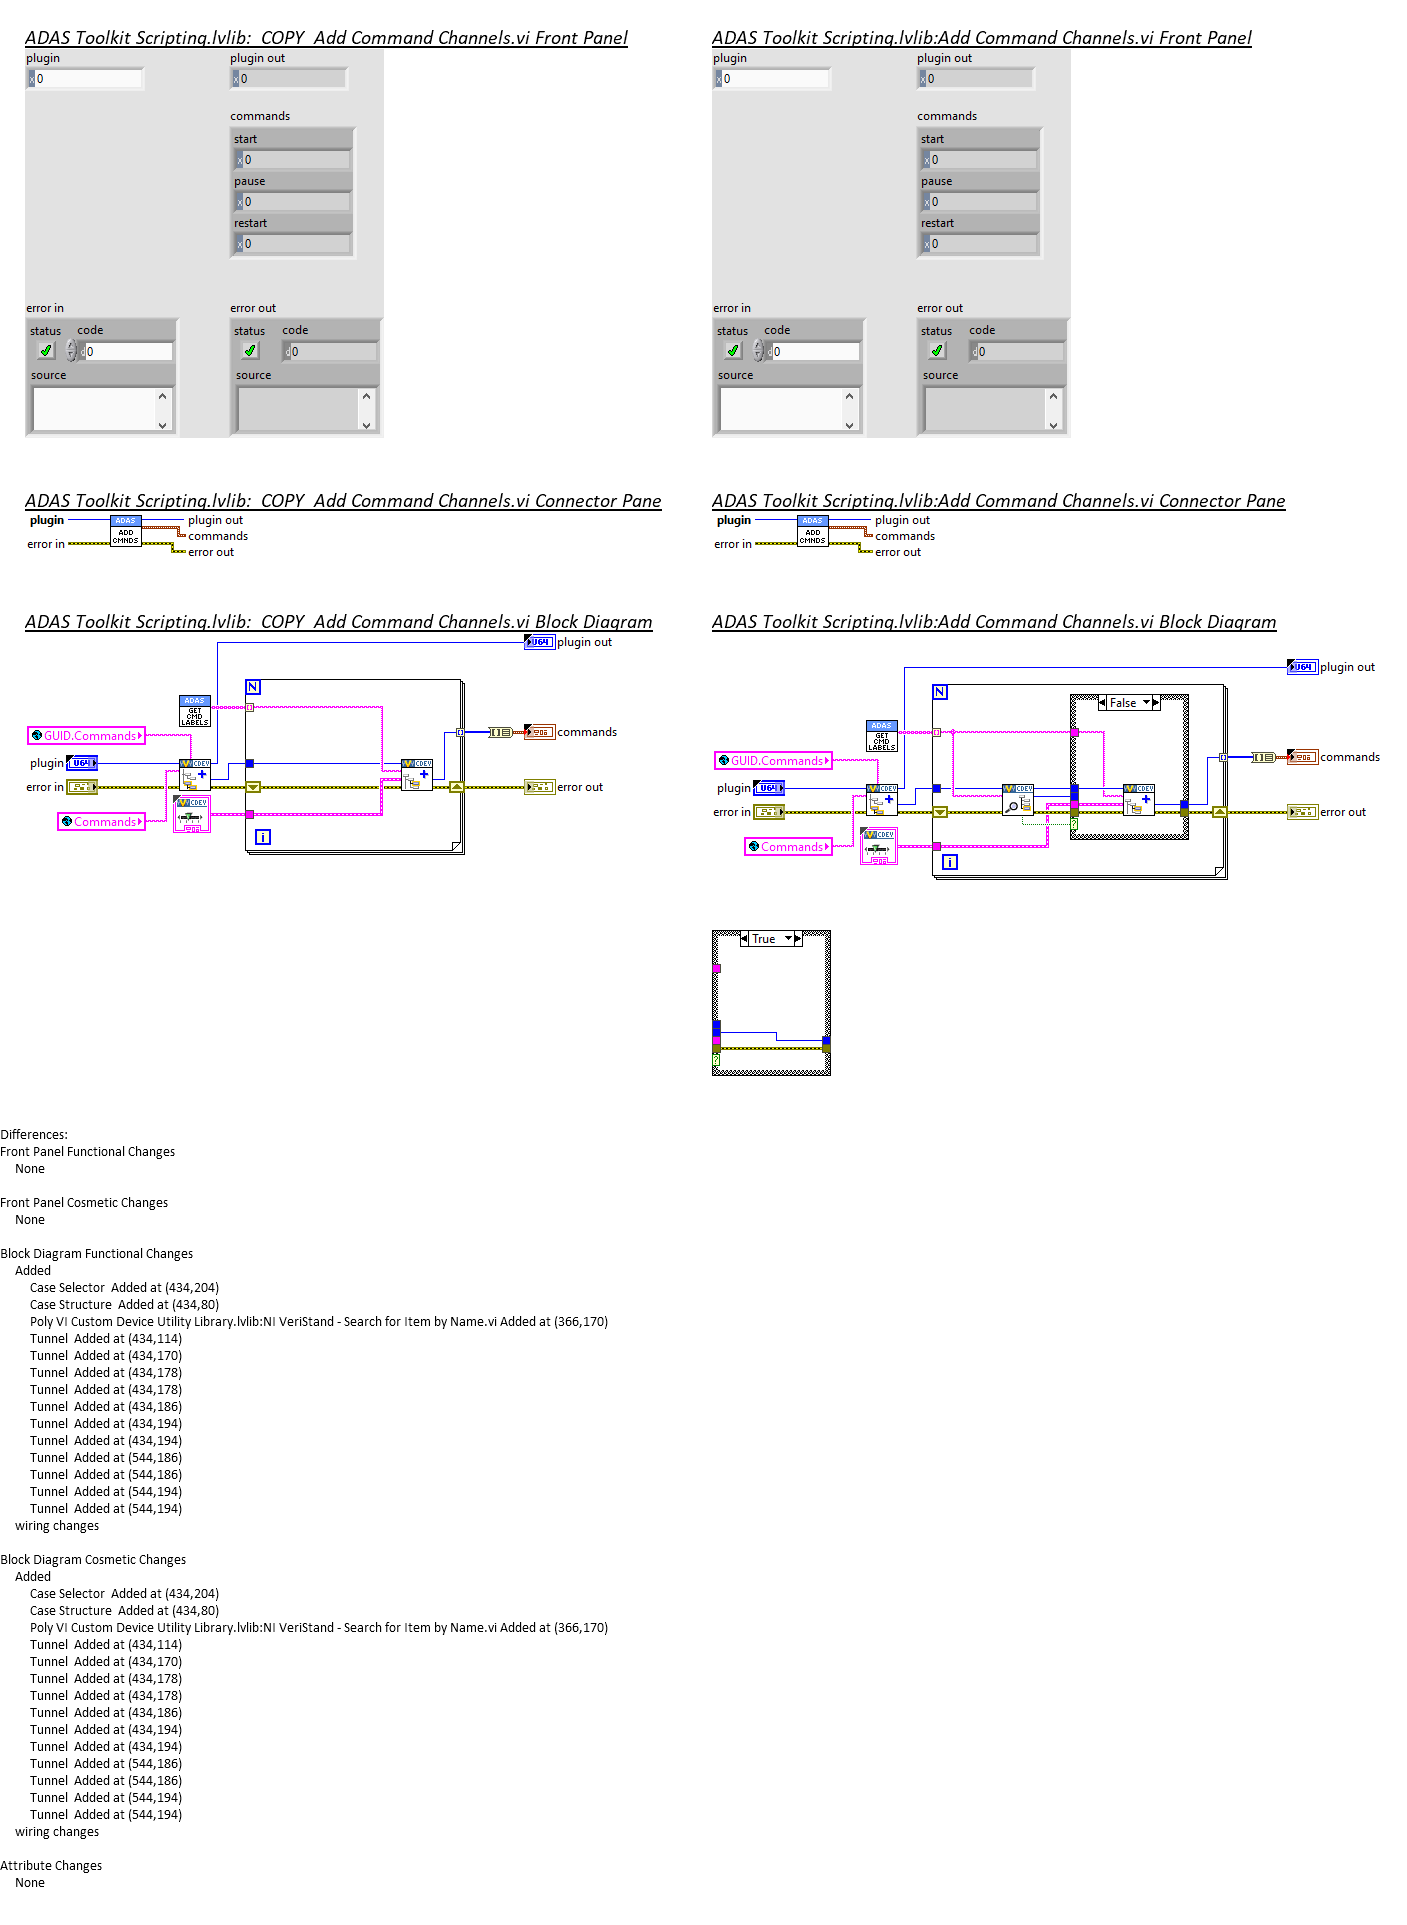 ADAS Toolkit Scripting.lvlib:  COPY  Add Command Channels.vi Front Panel
plugin
x 0
plugin out
x 0
commands
start
x 0
pause
x 0
restart
x 0
error in
status code
d 0
source
error out
status code
d 0
source
ADAS Toolkit Scripting.lvlib:Add Command Channels.vi Front Panel
plugin
x 0
plugin out
x 0
commands
start
x 0
pause
x 0
restart
x 0
error in
status code
d 0
source
error out
status code
d 0
source
ADAS Toolkit Scripting.lvlib:  COPY  Add Command Channels.vi Connector Pane
plugin
error in
ADAS
ADD
CMNDS
plugin out
commands
error out
ADAS Toolkit Scripting.lvlib:Add Command Channels.vi Connector Pane
plugin
error in
ADAS
ADD
CMNDS
plugin out
commands
error out
ADAS Toolkit Scripting.lvlib:  COPY  Add Command Channels.vi Block Diagram
U64 plugin out
N
ADAS
GET
CMD
LABELS
GUID.Commands
commands
plugin U64
CDEV
CDEV
error in
error out
CDEV
Commands
i
ADAS Toolkit Scripting.lvlib:Add Command Channels.vi Block Diagram
U64 plugin out
N
False
ADAS
GET
CMD
LABELS
GUID.Commands
commands
plugin U64
CDEV
CDEV
CDEV
error in
error out
?
CDEV
Commands
i
True
?
Differences:
Front Panel Functional Changes
None
Front Panel Cosmetic Changes
None
Block Diagram Functional Changes
Added
Case Selector  Added at (434,204)
Case Structure  Added at (434,80)
Poly VI Custom Device Utility Library.lvlib:NI VeriStand - Search for Item by Name.vi Added at (366,170)
Tunnel  Added at (434,114)
Tunnel  Added at (434,170)
Tunnel  Added at (434,178)
Tunnel  Added at (434,178)
Tunnel  Added at (434,186)
Tunnel  Added at (434,194)
Tunnel  Added at (434,194)
Tunnel  Added at (544,186)
Tunnel  Added at (544,186)
Tunnel  Added at (544,194)
Tunnel  Added at (544,194)
wiring changes
Block Diagram Cosmetic Changes
Added
Case Selector  Added at (434,204)
Case Structure  Added at (434,80)
Poly VI Custom Device Utility Library.lvlib:NI VeriStand - Search for Item by Name.vi Added at (366,170)
Tunnel  Added at (434,114)
Tunnel  Added at (434,170)
Tunnel  Added at (434,178)
Tunnel  Added at (434,178)
Tunnel  Added at (434,186)
Tunnel  Added at (434,194)
Tunnel  Added at (434,194)
Tunnel  Added at (544,186)
Tunnel  Added at (544,186)
Tunnel  Added at (544,194)
Tunnel  Added at (544,194)
wiring changes
Attribute Changes
None